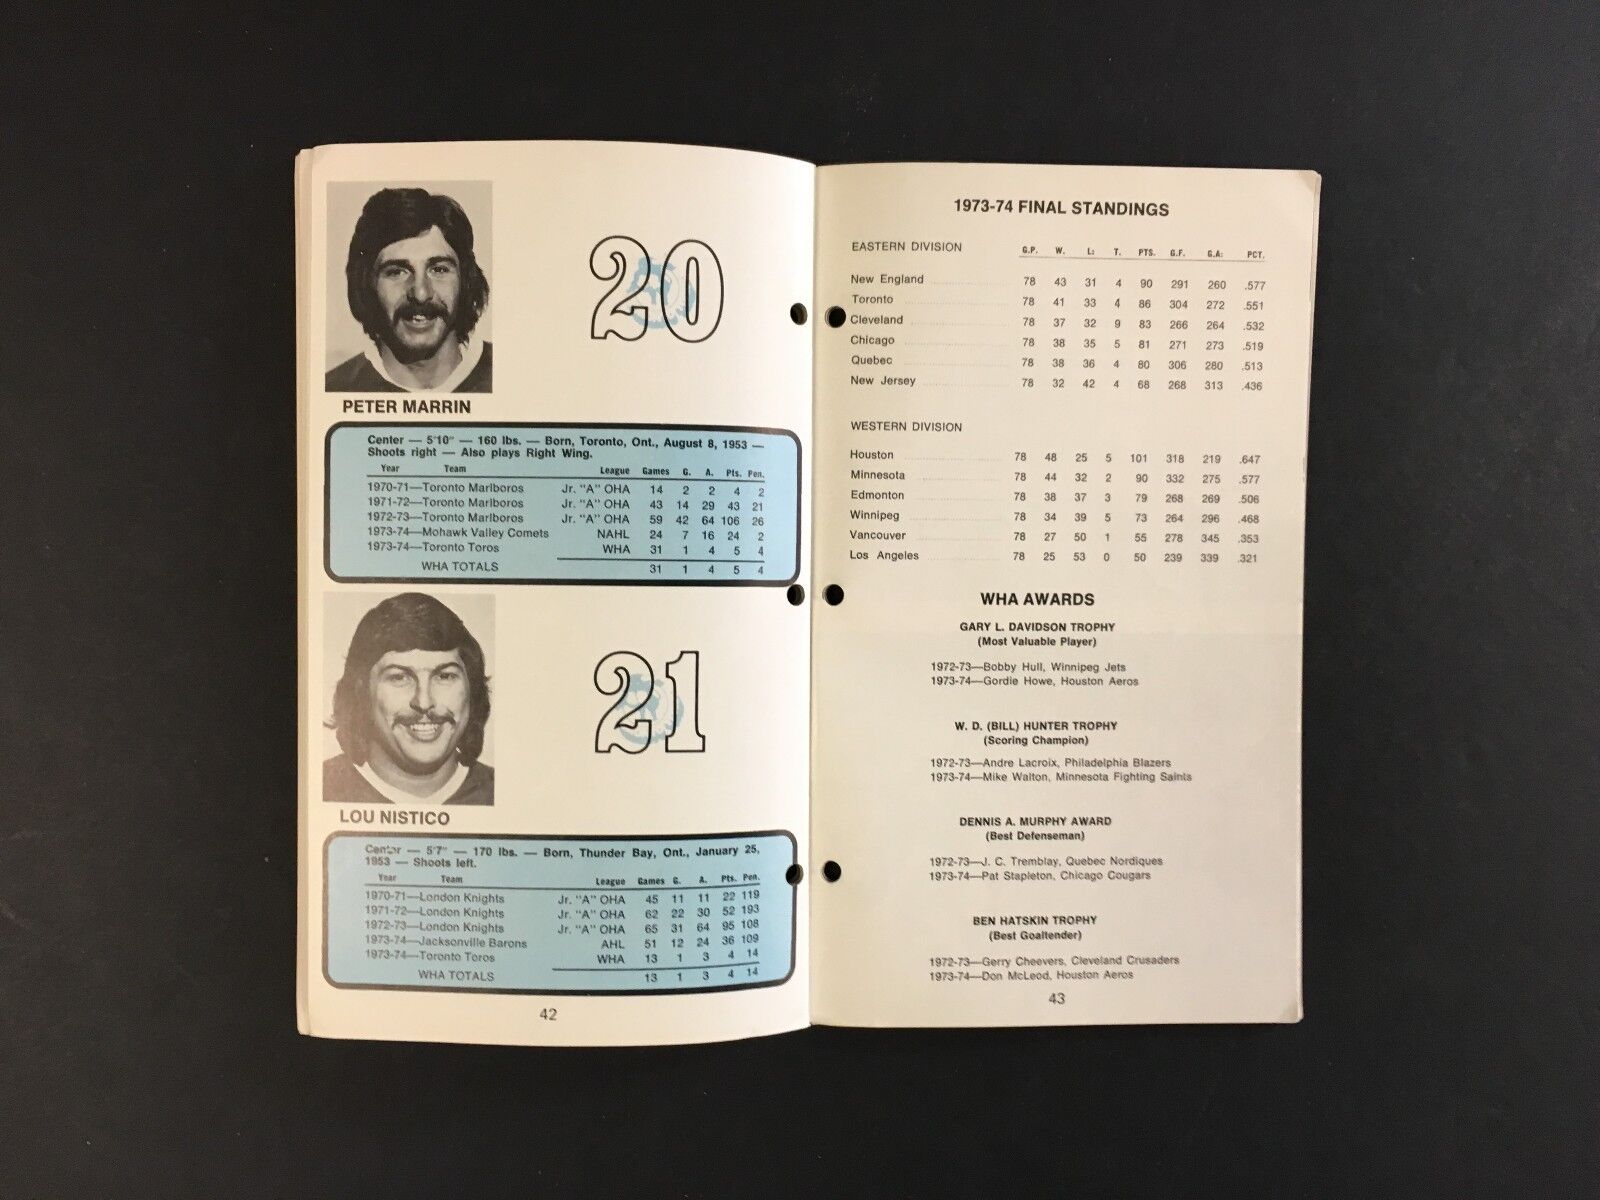 20
PETER MARRIN
Center — 5'10" — 160 lbs. — Born, Toronto, Ont., August 8, 1953 —
Shoots right — Also plays Right Wing.
Year Team League Games G. A. Pts. Pen.
1970-71—Toronto Marlboros Jr. "A" OHA 14 2 2 4 2
1971-72—Toronto Marlboros Jr. "A" OHA 43 14 29 43 21
1972-73—Toronto Marlboros Jr. "A" OHA 59 42 64 106 26
1973-74—Mohawk Valley Comets NAHL 24 7 16 24 2
1973-74—Toronto Toros WHA 31 1 4 5 4
WHA TOTALS 31 1 4 5 4
21
LOU NISTICO
Center — 5'7" — 170 lbs. — Born, Thunder Bay, Ont., January 25,
1953 — Shoots left.
Year Team League Games G. A. Pts. Pen.
1970-71—London Knights Jr. "A" OHA 45 11 11 22 119
1971-72—London Knights Jr. "A" OHA 62 22 30 52 193
1972-73—London Knights Jr. "A" OHA 65 31 64 95 108
1973-74—Jacksonville Barons AHL 51 12 24 36 109
1973-74—Toronto Toros WHA 13 1 3 4 14
WHA TOTALS 13 1 3 4 14
42
1973-74 FINAL STANDINGS
EASTERN DIVISION G.P. W. L: T. PTS. G.F. G.A: PCT.
New England 78 43 31 4 90 291 260 .577
Toronto 78 41 33 4 86 304 272 .551
Cleveland 78 37 32 9 83 266 264 .532
Chicago 78 38 35 5 81 271 273 .519
Quebec 78 38 36 4 80 306 280 .513
New Jersey 78 32 42 4 68 268 313 .436
WESTERN DIVISION
Houston 78 48 25 5 101 318 219 .647
Minnesota 78 44 32 2 90 332 275 .577
Edmonton 78 38 37 3 79 268 269 .506
Winnipeg 78 34 39 5 73 264 296 .468
Vancouver 78 27 50 1 55 278 345 .353
Los Angeles 78 25 53 0 50 239 339 .321
WHA AWARDS
GARY L. DAVIDSON TROPHY
(Most Valuable Player)
1972-73—Bobby Hull, Winnipeg Jets
1973-74—Gordie Howe, Houston Aeros
W. D. (BILL) HUNTER TROPHY
(Scoring Champion)
1972-73—Andre Lacroix, Philadelphia Blazers
1973-74—Mike Walton, Minnesota Fighting Saints
DENNIS A. MURPHY AWARD
(Best Defenseman)
1972-73—J. C. Tremblay, Quebec Nordiques
1973-74—Pat Stapleton, Chicago Cougars
BEN HATSKIN TROPHY
(Best Goaltender)
1972-73—Gerry Cheevers, Cleveland Crusaders
1973-74—Don McLeod, Houston Aeros
43